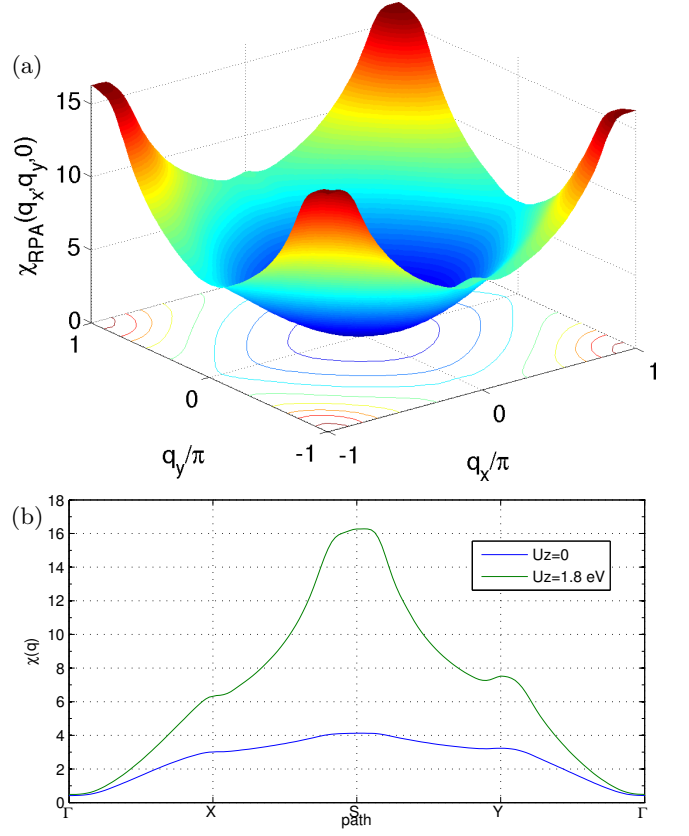 (a)
15
10
5
0
χRPA(qx,qy,0)
1
0
-1
qy/π
-1
0
1
qx/π
(b)
18
16
14
12
10
8
6
4
2
0
χ(q)
Uz=0
Uz=1.8 eV
Γ X S Y Γ
path